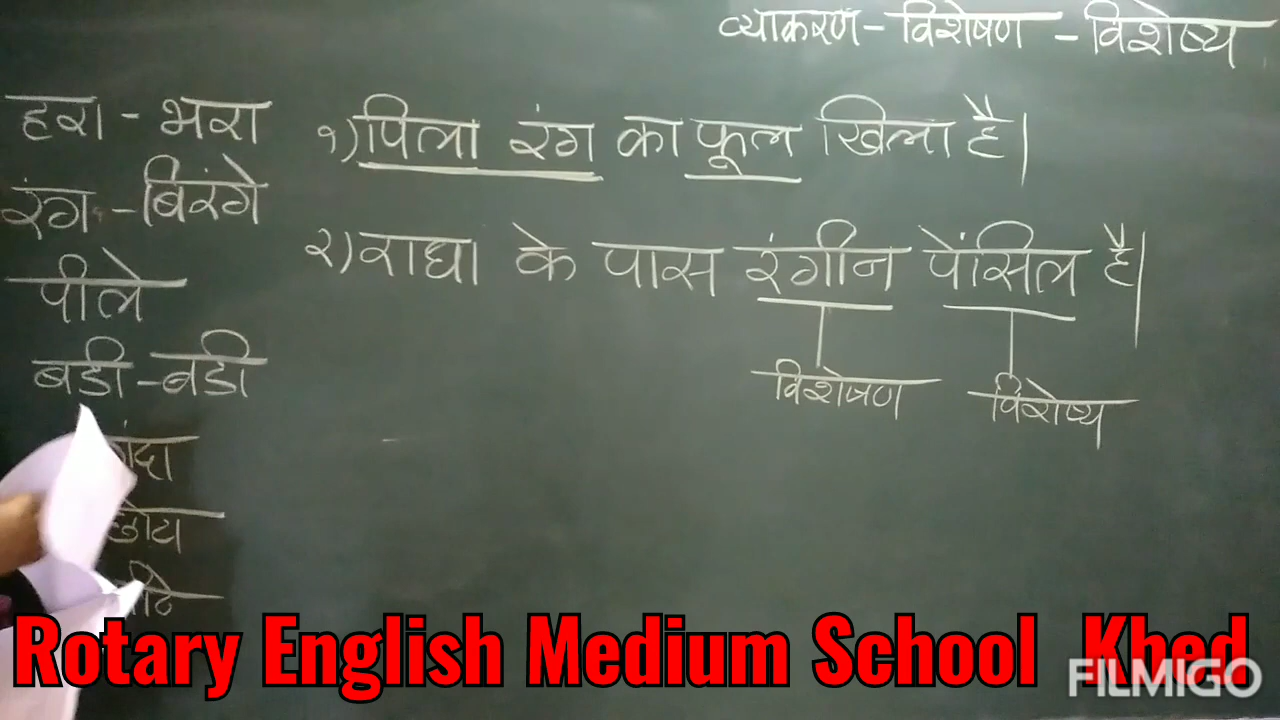 व्याकरण - विशेषण - विशेष्य
हरा - भरा
रंग - बिरंगे
पीले
बडी - बडी
१) पिला रंग का फूल खिला है।
२) राधा के पास रंगीन पेंसिल है।
विशेषण विशेष्य
Rotary English Medium School Khed
FILMIGO